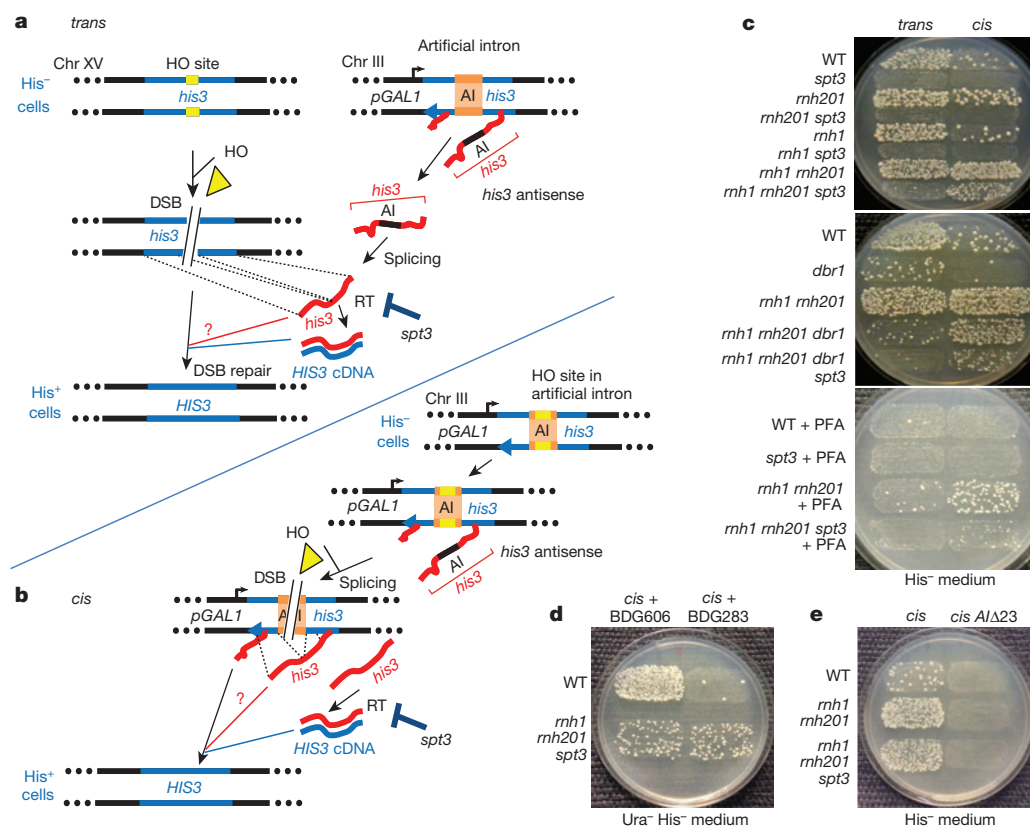 a
trans
Chr XV
HO site
His⁻
cells
his3
HO
DSB
his3
?
DSB repair
His⁺
cells
HIS3
Artificial intron
Chr III
pGAL1
AI
his3
AI
his3
his3 antisense
his3
AI
Splicing
RT
his3
spt3
HIS3 cDNA
HO site in
artificial intron
Chr III
His⁻
cells
pGAL1
AI
his3
pGAL1
AI
his3
AI
his3
his3 antisense
b
cis
HO
Splicing
DSB
pGAL1
A
I
his3
?
his3
his3
RT
HIS3 cDNA
spt3
His⁺
cells
HIS3
c
trans
cis
WT
spt3
rnh201
rnh201 spt3
rnh1
rnh1 spt3
rnh1 rnh201
rnh1 rnh201 spt3
WT
dbr1
rnh1 rnh201
rnh1 rnh201 dbr1
rnh1 rnh201 dbr1
spt3
WT + PFA
spt3 + PFA
rnh1 rnh201
+ PFA
rnh1 rnh201 spt3
+ PFA
His⁻ medium
d
cis +
BDG606
cis +
BDG283
WT
rnh1
rnh201
spt3
Ura⁻ His⁻ medium
e
cis
cis AIΔ23
WT
rnh1
rnh201
rnh1
rnh201
spt3
His⁻ medium